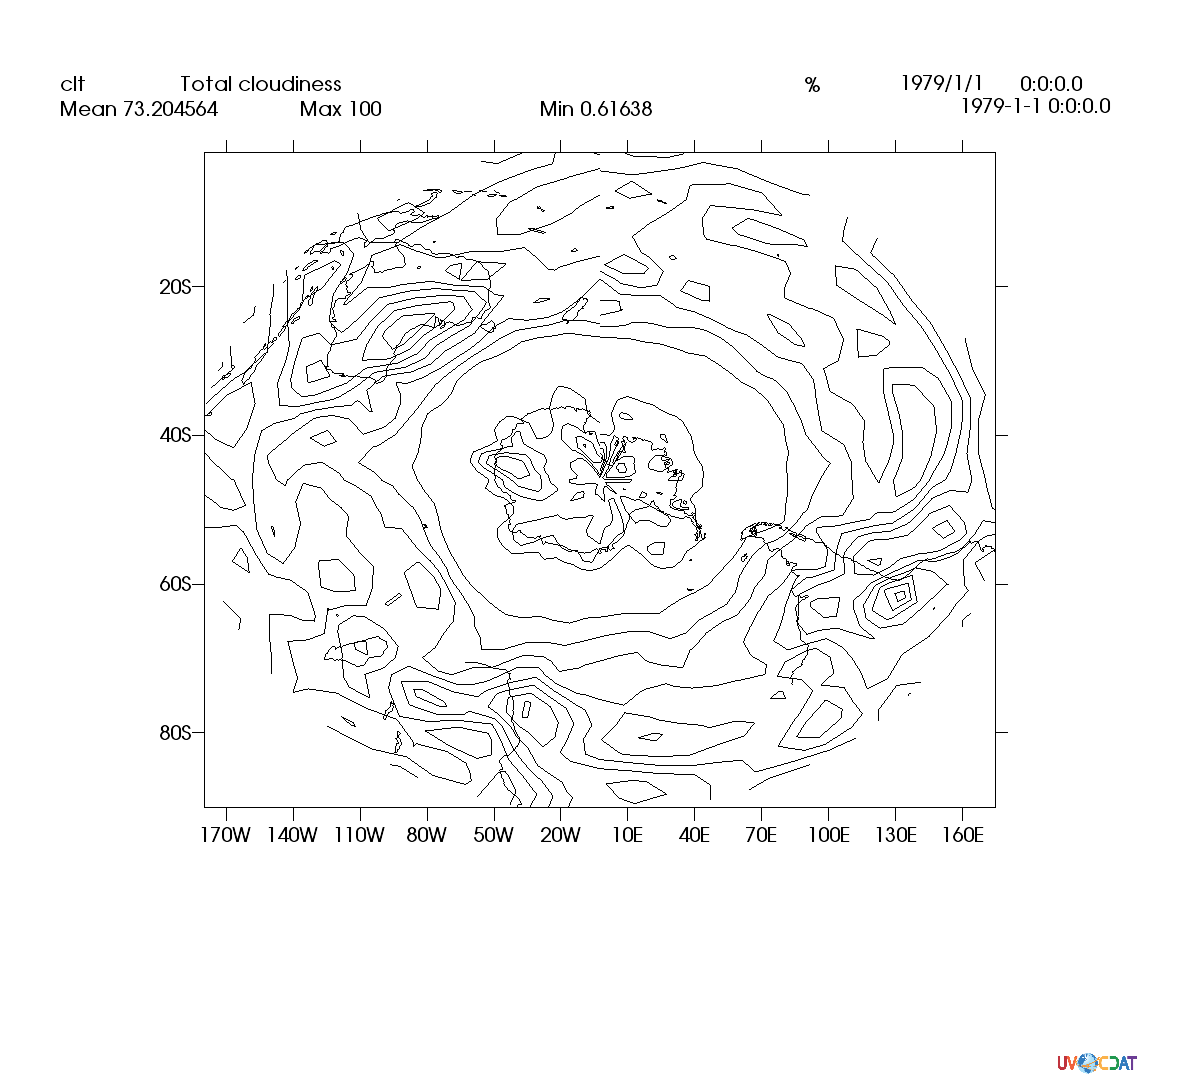 clt Total cloudiness % 1979/1/1 0:0:0.0
Mean 73.204564 Max 100 Min 0.61638 1979-1-1 0:0:0.0
20S
40S
60S
80S
170W 140W 110W 80W 50W 20W 10E 40E 70E 100E 130E 160E
UVCDAT